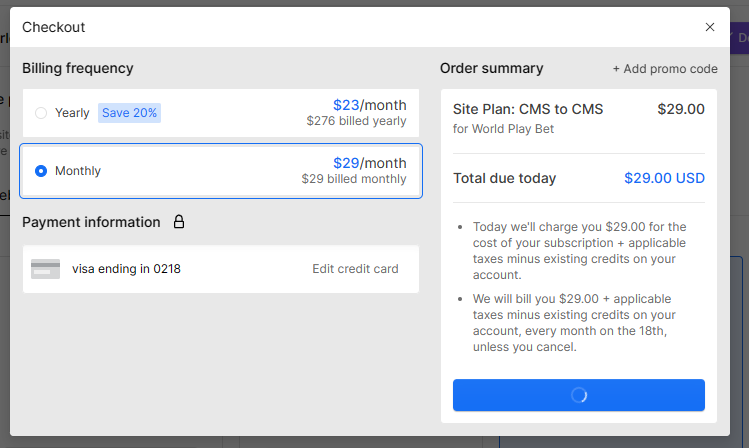 Checkout
Billing frequency
Yearly Save 20%
$23/month
$276 billed yearly
Monthly
$29/month
$29 billed monthly
Payment information
visa ending in 0218 Edit credit card
Order summary + Add promo code
Site Plan: CMS to CMS $29.00
for World Play Bet
Total due today $29.00 USD
• Today we'll charge you $29.00 for the
cost of your subscription + applicable
taxes minus existing credits on your
account.
• We will bill you $29.00 + applicable
taxes minus existing credits on your
account, every month on the 18th,
unless you cancel.